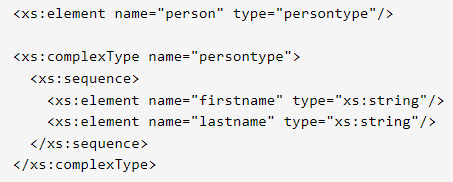 <xs:element name="person" type="persontype"/>
<xs:complexType name="persontype">
  <xs:sequence>
    <xs:element name="firstname" type="xs:string"/>
    <xs:element name="lastname" type="xs:string"/>
  </xs:sequence>
</xs:complexType>